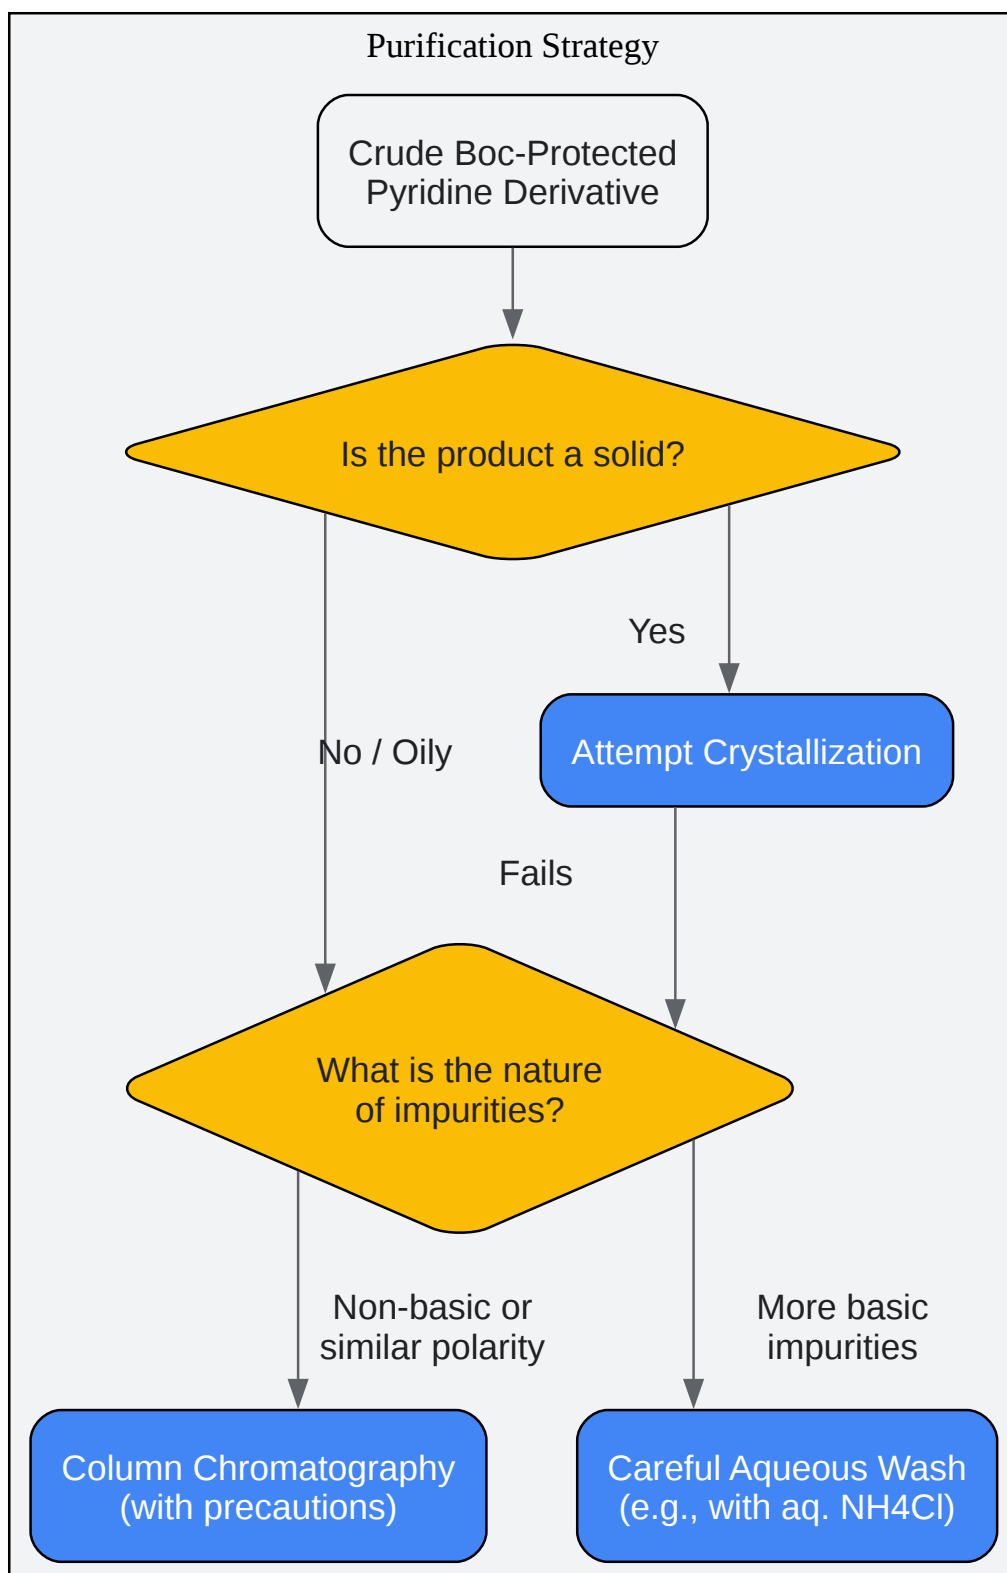 Purification Strategy
Crude Boc-Protected
Pyridine Derivative
Is the product a solid?
Yes
No / Oily
Attempt Crystallization
Fails
What is the nature
of impurities?
Non-basic or
similar polarity
More basic
impurities
Column Chromatography
(with precautions)
Careful Aqueous Wash
(e.g., with aq. NH4Cl)